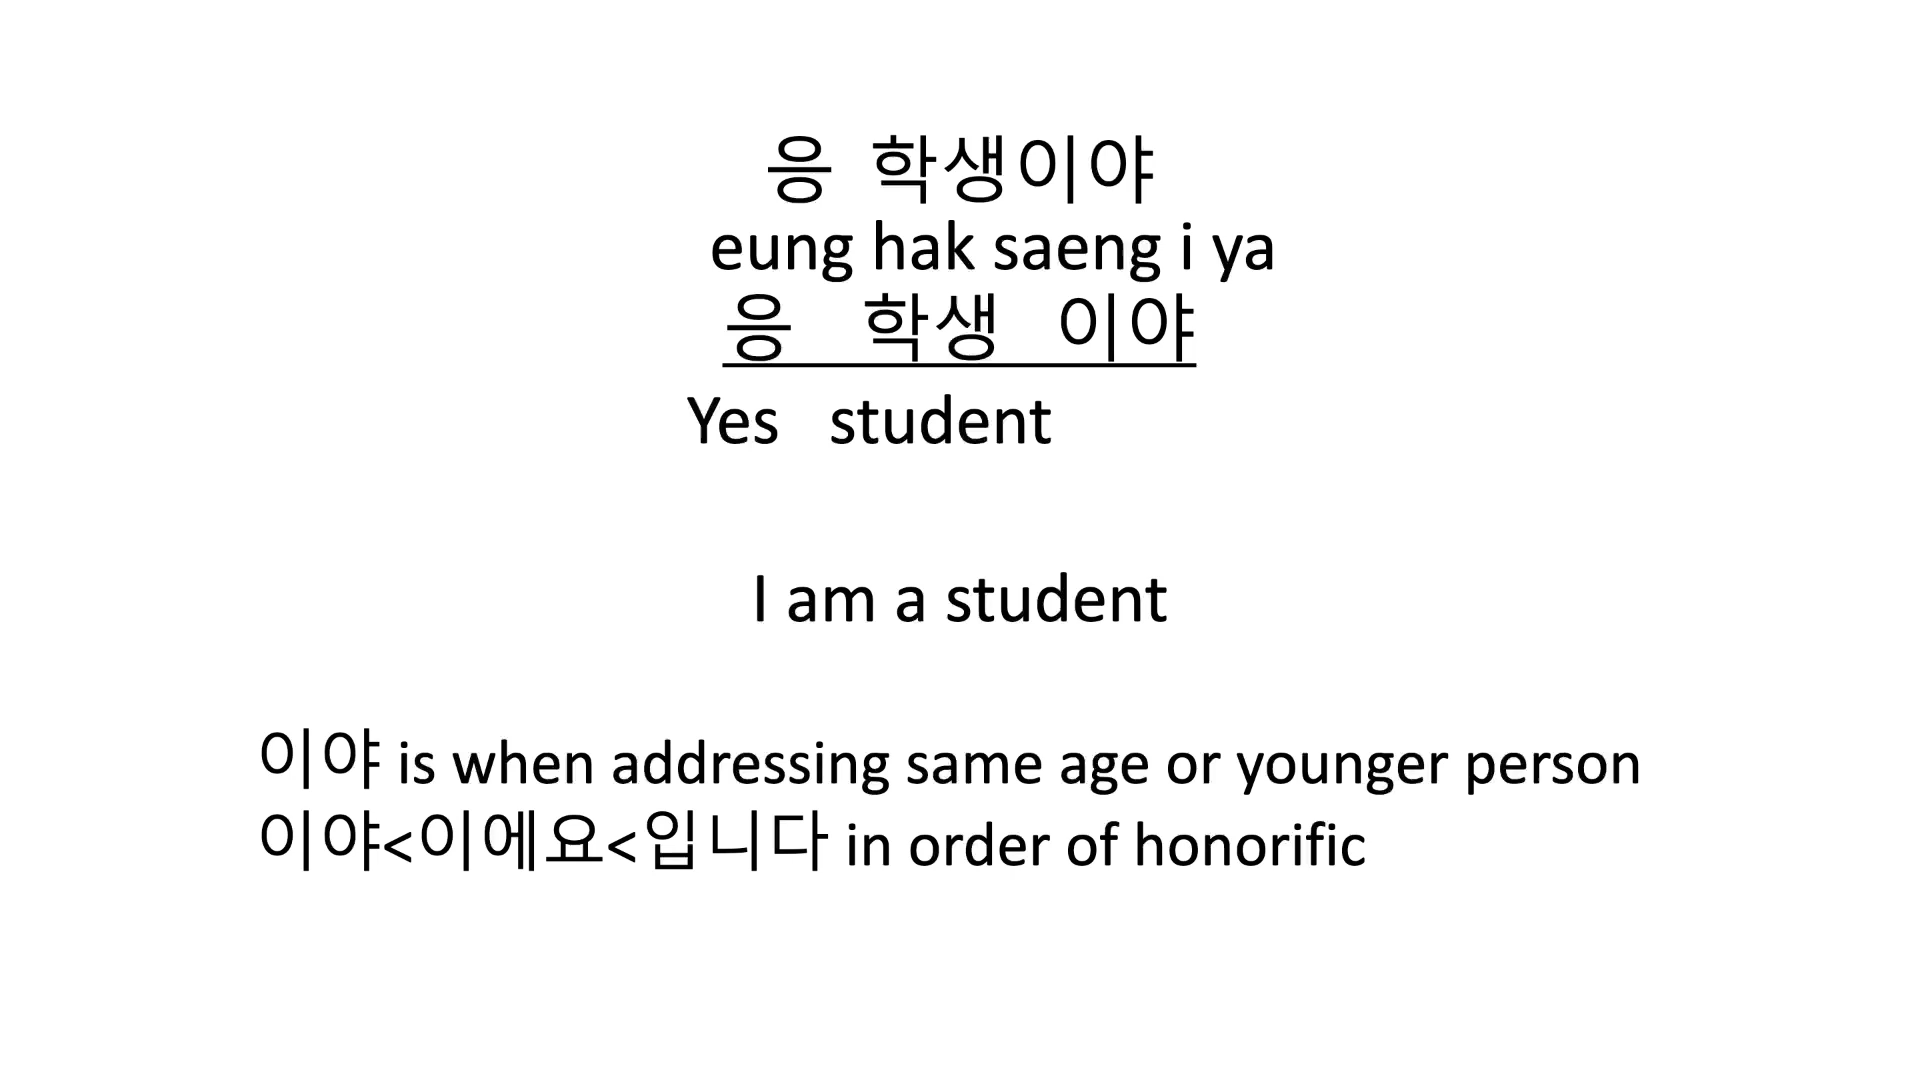 응 학생이야
eung hak saeng i ya
응 학생 이야
Yes student
I am a student
이야 is when addressing same age or younger person
이야<이에요<입니다 in order of honorific